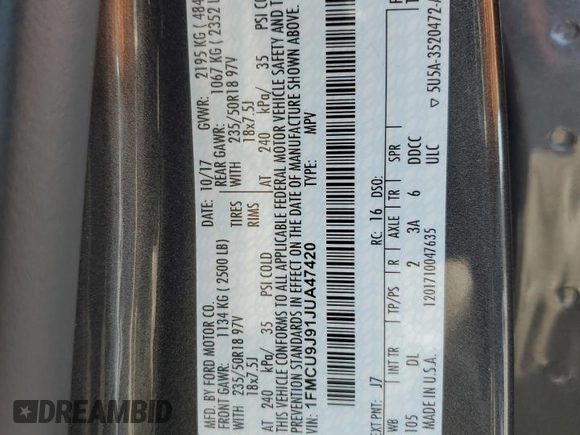 MFD. BY FORD MOTOR CO.
DATE: 10/17 GVWR: 2195 KG ( 484
FRONT GAWR: 1134 KG ( 2500 LB) REAR GAWR: 1067 KG ( 2352
WITH 235/50R18 97V TIRES WITH 235/50R18 97V
18x7.5J RIMS 18x7.5J
AT 240 kPa/ 35 PSI COLD AT 240 kPa/ 35 PSI COL
THIS VEHICLE CONFORMS TO ALL APPLICABLE FEDERAL MOTOR VEHICLE SAFETY AND
VENTION STANDARDS IN EFFECT ON THE DATE OF MANUFACTURE SHOWN ABOVE.
VIN: 1FMCU9J91JUA47420 TYPE: MPV
EXT PNT: J7 RC: 16 DSO:
WB INT TR TP/PS R AXLE TR SPR
105 DL 2 3A 6 DDCC
MADE IN U.S.A. 1201710047635 ULC
▽ 5U5A-3520472-
DREAMBID